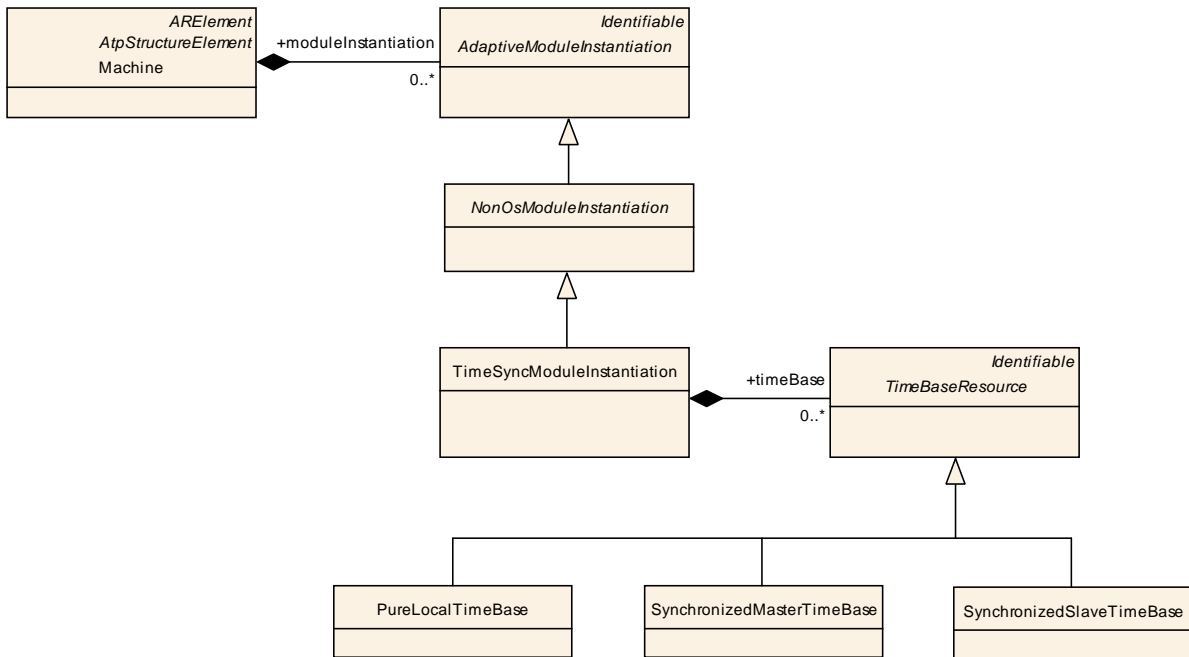 ARElement
AtpStructureElement
Machine
+moduleInstantiation
0..*
Identifiable
AdaptiveModuleInstantiation
NonOsModuleInstantiation
TimeSyncModuleInstantiation
+timeBase
0..*
Identifiable
TimeBaseResource
PureLocalTimeBase
SynchronizedMasterTimeBase
SynchronizedSlaveTimeBase